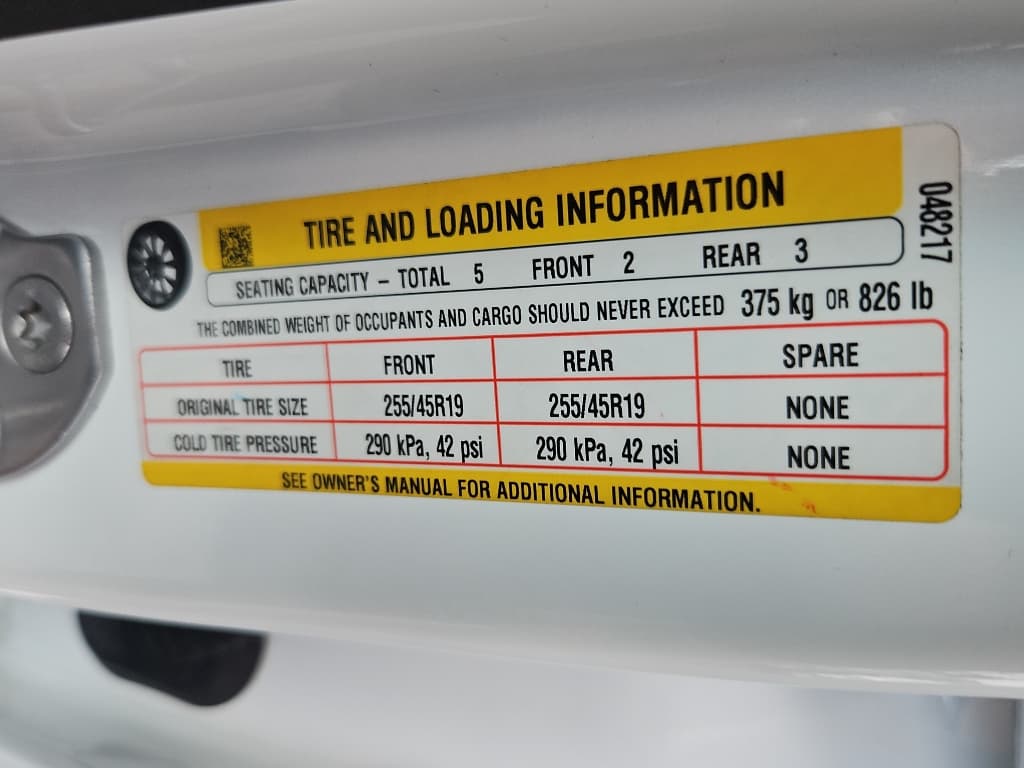 TIRE AND LOADING INFORMATION
048217
SEATING CAPACITY – TOTAL 5 FRONT 2 REAR 3
THE COMBINED WEIGHT OF OCCUPANTS AND CARGO SHOULD NEVER EXCEED 375 kg OR 826 lb
TIRE FRONT REAR SPARE
ORIGINAL TIRE SIZE 255/45R19 255/45R19 NONE
COLD TIRE PRESSURE 290 kPa, 42 psi 290 kPa, 42 psi NONE
SEE OWNER'S MANUAL FOR ADDITIONAL INFORMATION.